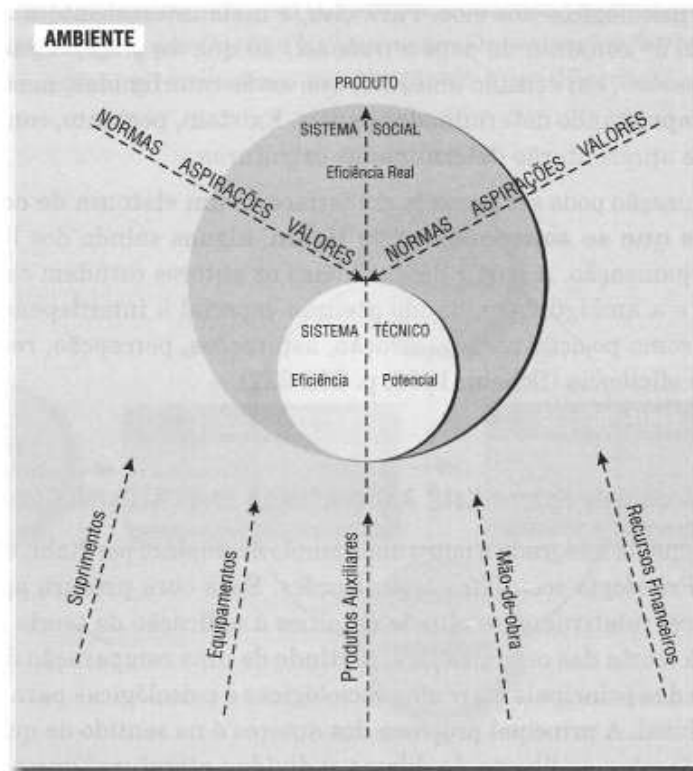 AMBIENTE
PRODUTO
SISTEMA SOCIAL
Eficiência Real
NORMAS ASPIRAÇÕES VALORES
NORMAS ASPIRAÇÕES VALORES
SISTEMA TÉCNICO
Eficiência Potencial
Suprimentos
Equipamentos
Produtos Auxiliares
Mão-de-obra
Recursos Financeiros